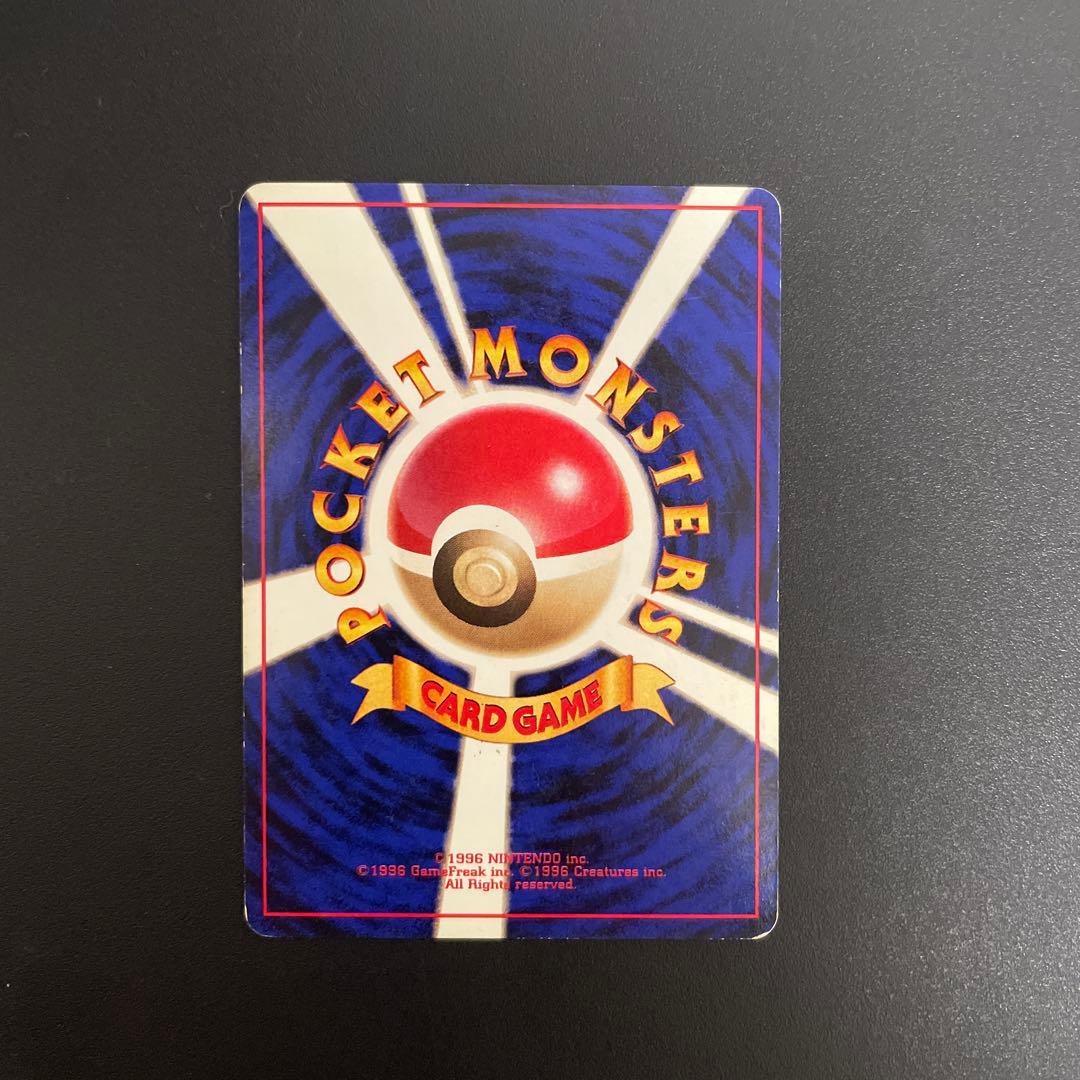 POCKET MONSTERS
CARD GAME
©1996 NINTENDO inc.
©1996 GameFreak inc. ©1996 Creatures inc.
All Rights reserved.